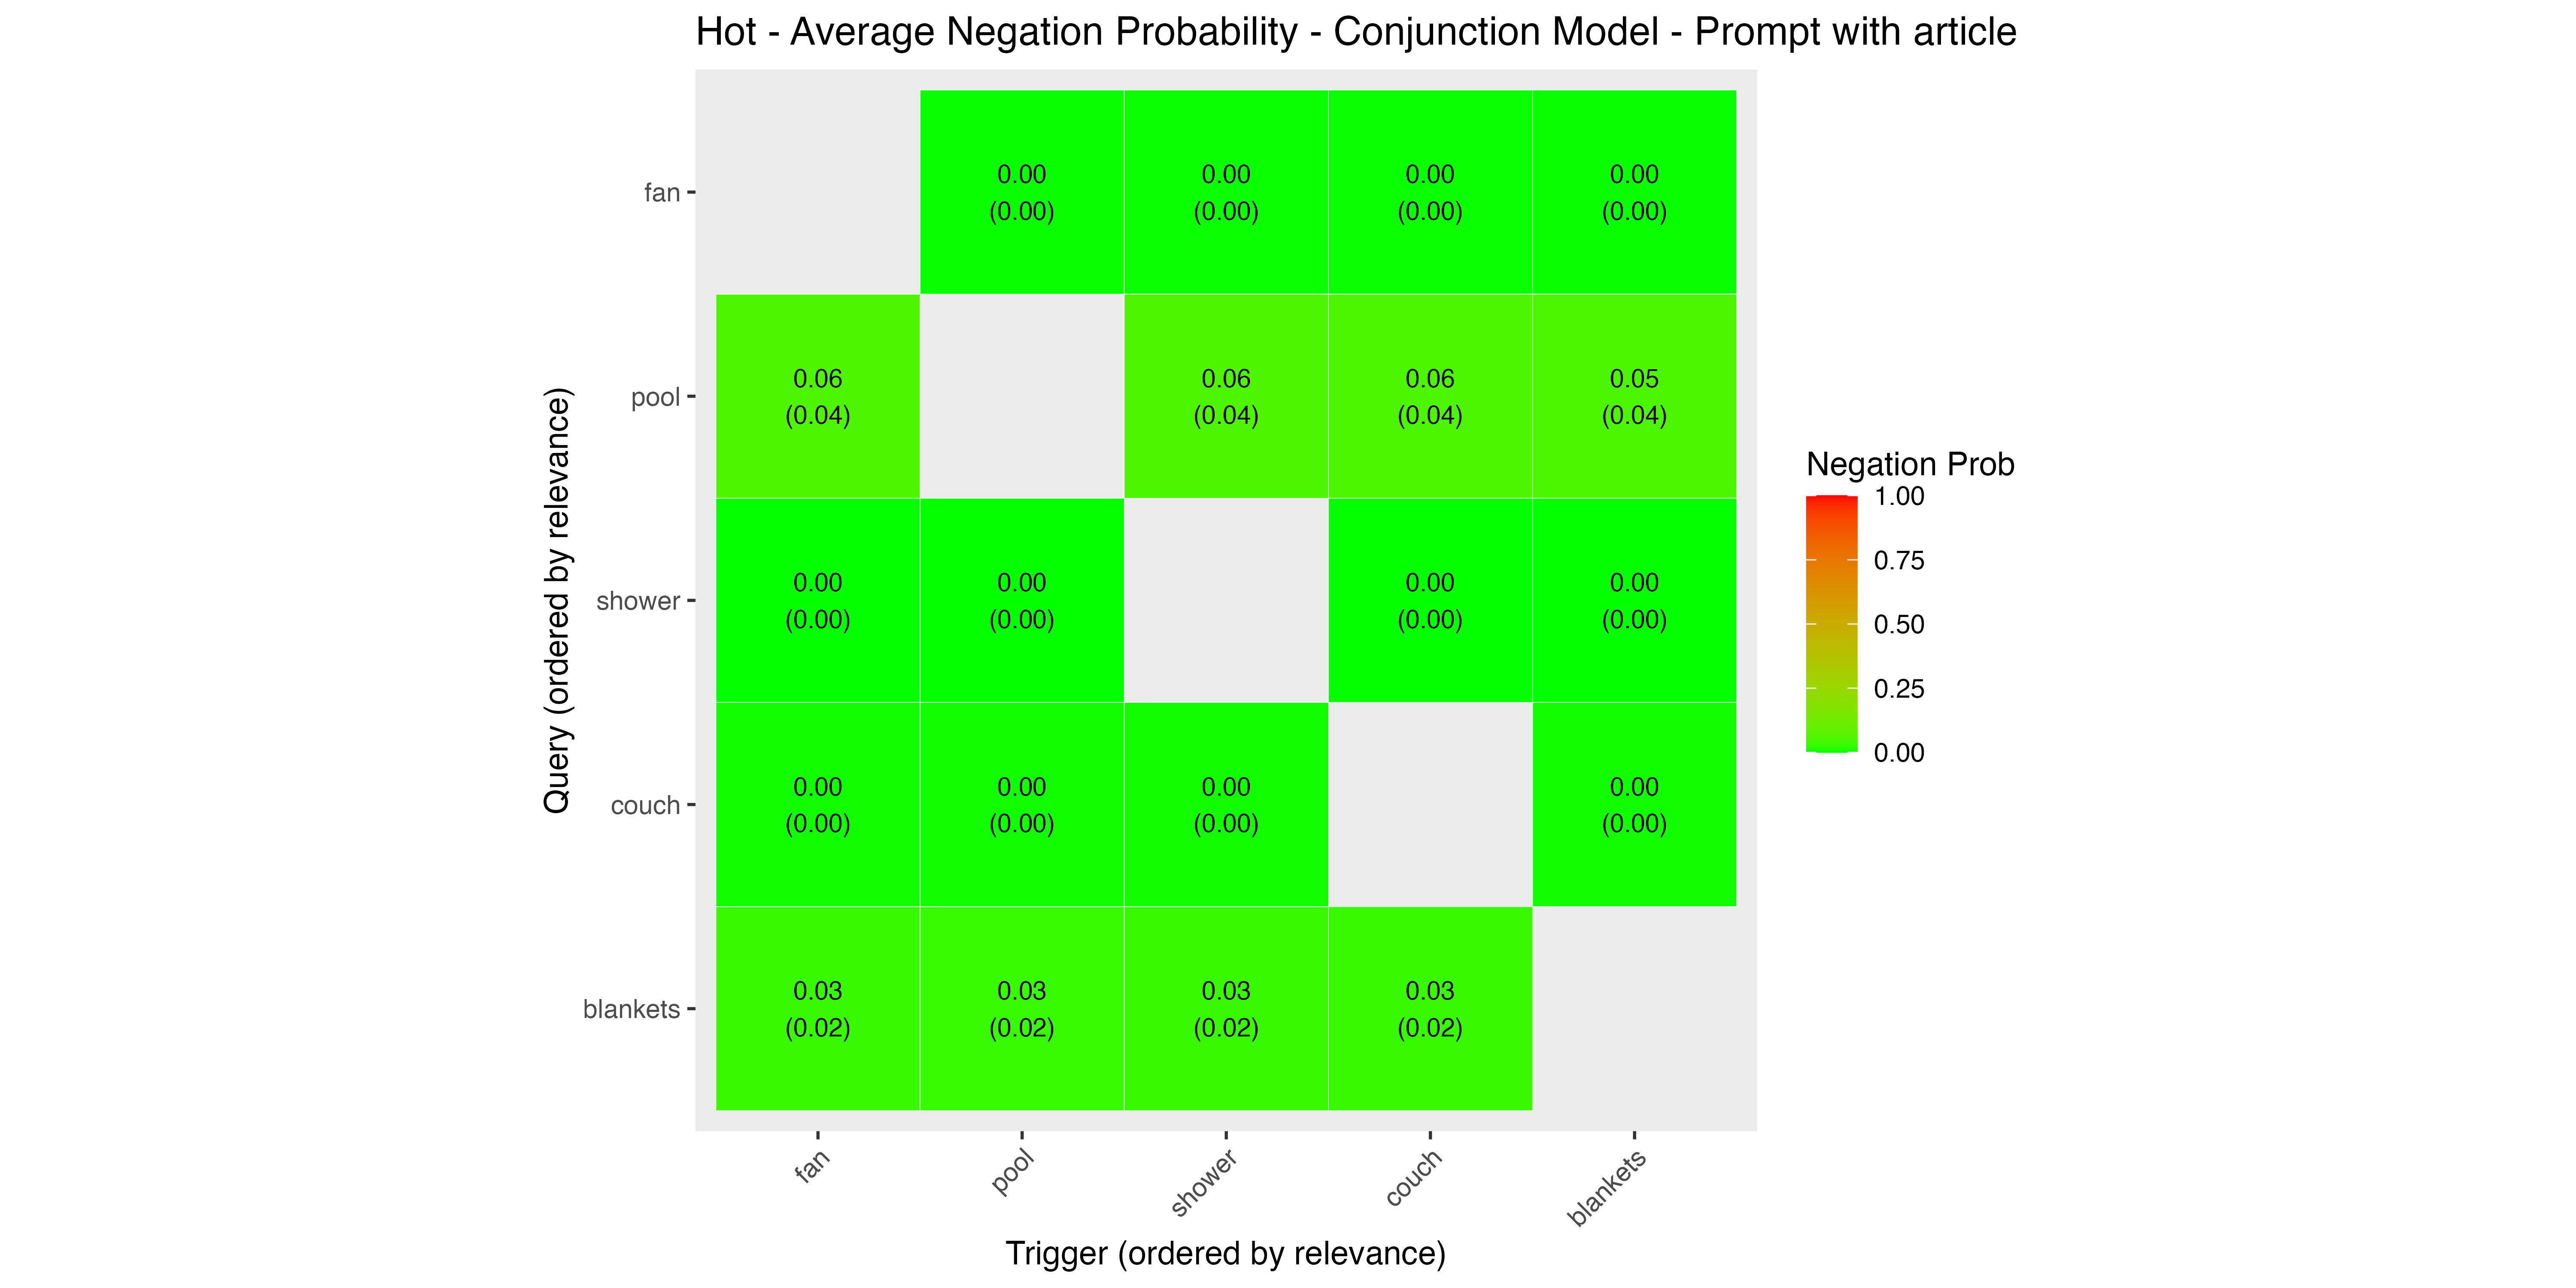 Hot - Average Negation Probability - Conjunction Model - Prompt with article
Query (ordered by relevance)
fan
0.00 0.00 0.00 0.00
(0.00) (0.00) (0.00) (0.00)
pool
0.06 0.06 0.06 0.05
(0.04) (0.04) (0.04) (0.04)
shower
0.00 0.00 0.00 0.00
(0.00) (0.00) (0.00) (0.00)
couch
0.00 0.00 0.00 0.00
(0.00) (0.00) (0.00) (0.00)
blankets
0.03 0.03 0.03 0.03
(0.02) (0.02) (0.02) (0.02)
fan pool shower couch blankets
Trigger (ordered by relevance)
Negation Prob
1.00
0.75
0.50
0.25
0.00